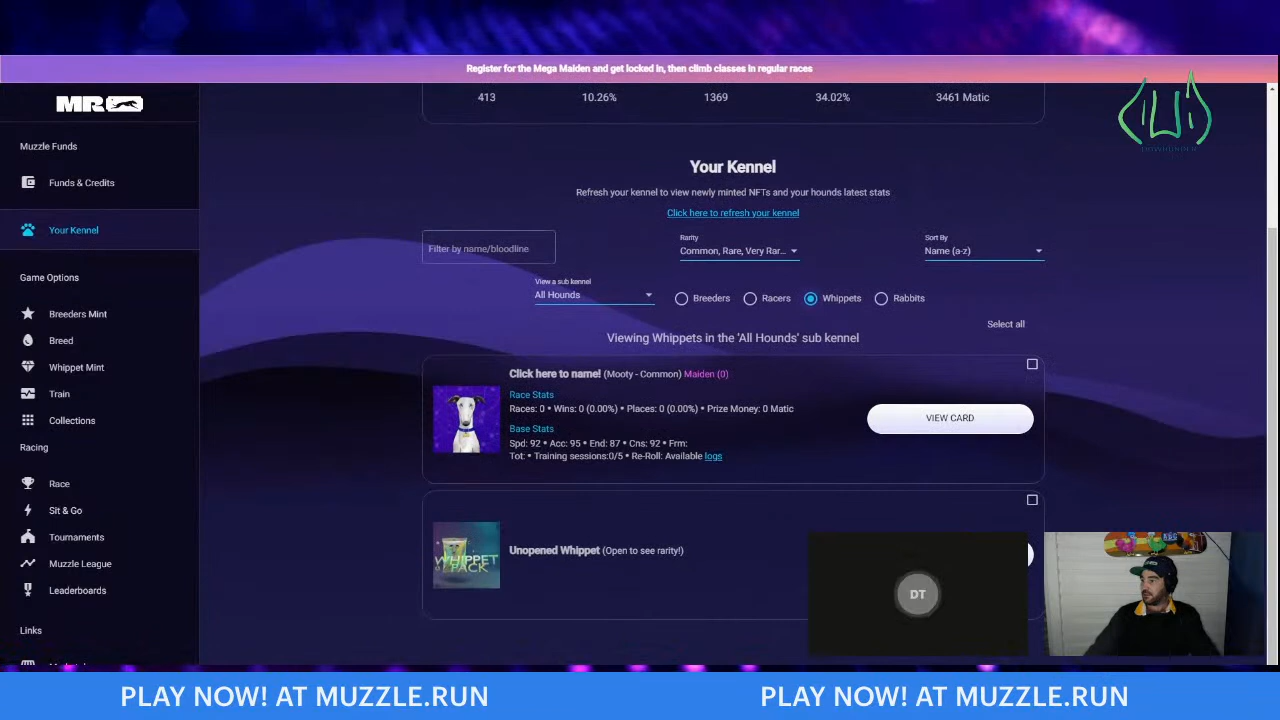 Register for the Mega Maiden and get locked in, then climb classes in regular races
MR
413 10.26% 1369 34.02% 3461 Matic
Muzzle Funds
Funds & Credits
Your Kennel
Game Options
Breeders Mint
Breed
Whippet Mint
Train
Collections
Racing
Race
Sit & Go
Tournaments
Muzzle League
Leaderboards
Links
Your Kennel
Refresh your kennel to view newly minted NFTs and your hounds latest stats
Click here to refresh your kennel
Filter by name/bloodline
Rarity
Common, Rare, Very Rar...
Sort By
Name (a-z)
View a sub kennel
All Hounds
Breeders Racers Whippets Rabbits
Select all
Viewing Whippets in the 'All Hounds' sub kennel
Click here to name! (Mooty - Common) Maiden (0)
Race Stats
Races: 0 • Wins: 0 (0.00%) • Places: 0 (0.00%) • Prize Money: 0 Matic
Base Stats
Spd: 92 • Acc: 95 • End: 87 • Cns: 92 • Frm:
Tot: • Training sessions:0/5 • Re-Roll: Available logs
VIEW CARD
WHIPPET
PACK
Unopened Whippet (Open to see rarity!)
DT
PLAY NOW! AT MUZZLE.RUN PLAY NOW! AT MUZZLE.RUN